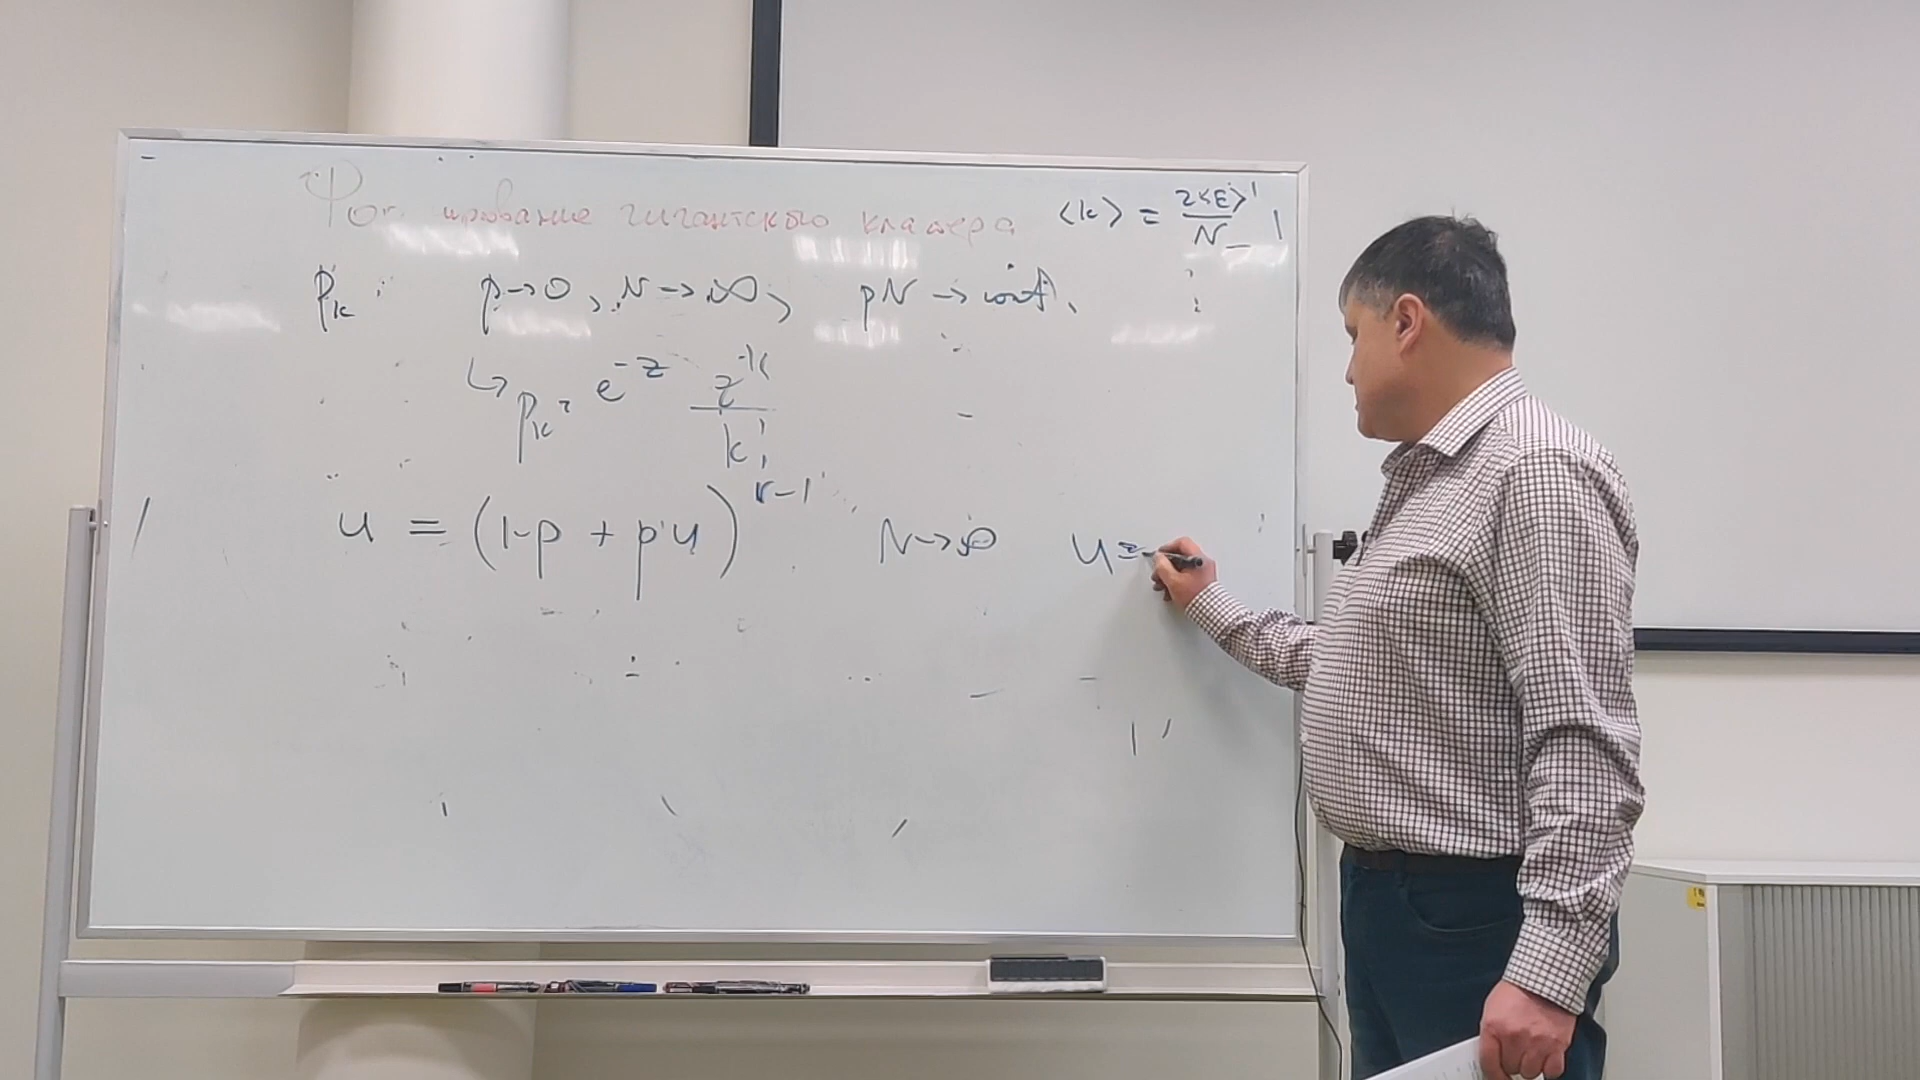 Формирование гигантского кластера ⟨k⟩ = 2⟨E⟩/N
p_k : p→0, N→∞, pN → const.
↳ p_k = e^{-z} z^k/k!
u = (1-p + pu)^{N-1} N→∞ u =